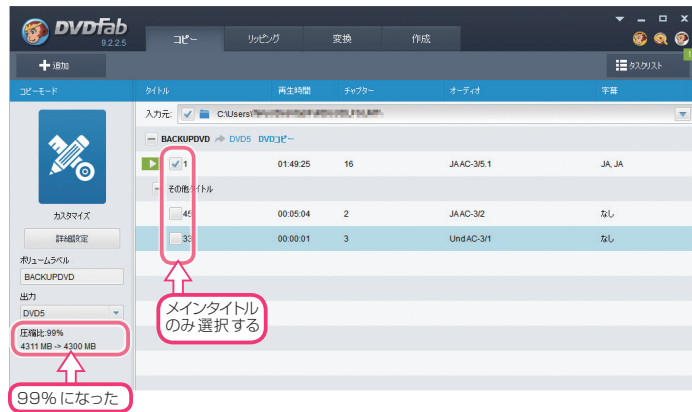 DVDFab
9.2.2.5
コピー リッピング 変換 作成
追加 タスクリスト
コピーモード タイトル 再生時間 チャプター オーディオ 字幕
入力元: C:\Users\
BACKUPDVD DVD5 DVDコピー
1 01:49:25 16 JA AC-3/5.1 JA, JA
その他タイトル
45 00:05:04 2 JA AC-3/2 なし
33 00:00:01 3 Und AC-3/1 なし
カスタマイズ
詳細設定
ボリュームラベル
BACKUPDVD
出力
DVD5
圧縮比:99%
4311 MB -> 4300 MB
メインタイトル
のみ選択する
99%になった